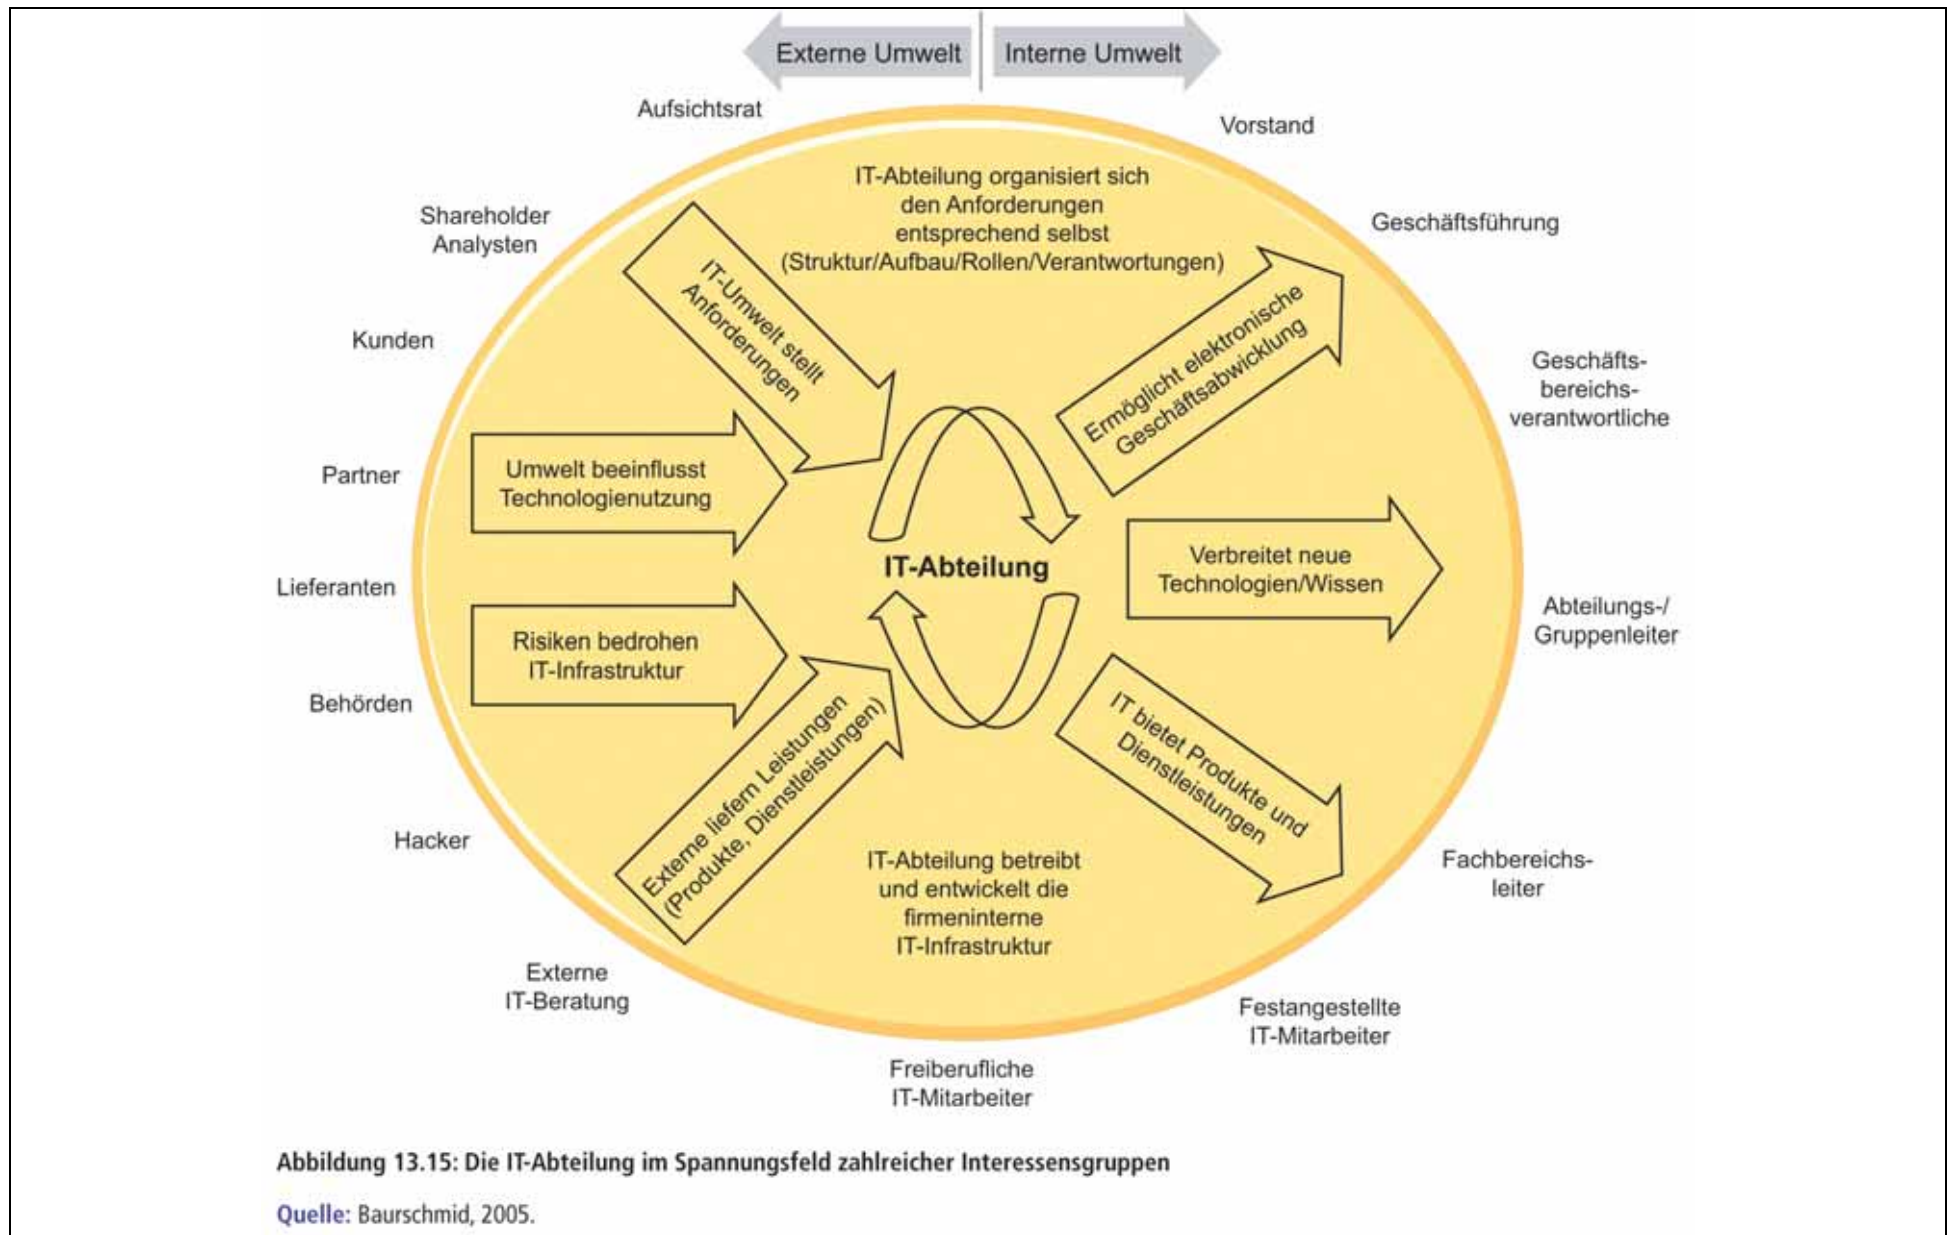 Externe Umwelt
Interne Umwelt
Aufsichtsrat
Vorstand
Shareholder
Analysten
Geschäftsführung
Kunden
Geschäfts-
bereichs-
verantwortliche
Partner
Lieferanten
Abteilungs-/
Gruppenleiter
Behörden
Hacker
Fachbereichs-
leiter
Externe
IT-Beratung
Festangestellte
IT-Mitarbeiter
Freiberufliche
IT-Mitarbeiter
IT-Abteilung organisiert sich
den Anforderungen
entsprechend selbst
(Struktur/Aufbau/Rollen/Verantwortungen)
IT-Umwelt stellt
Anforderungen
Umwelt beeinflusst
Technologienutzung
Risiken bedrohen
IT-Infrastruktur
Externe liefern Leistungen
(Produkte, Dienstleistungen)
IT-Abteilung
Ermöglicht elektronische
Geschäftsabwicklung
Verbreitet neue
Technologien/Wissen
IT bietet Produkte und
Dienstleistungen
IT-Abteilung betreibt
und entwickelt die
firmeninterne
IT-Infrastruktur
Abbildung 13.15: Die IT-Abteilung im Spannungsfeld zahlreicher Interessensgruppen
Quelle: Baurschmid, 2005.